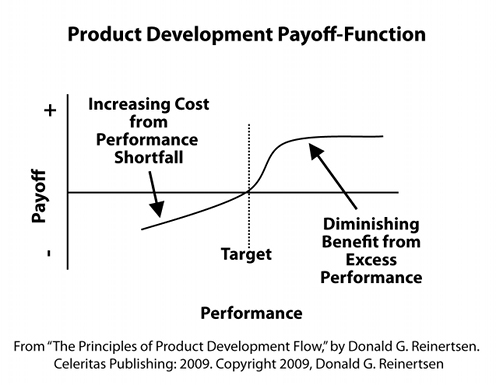 Product Development Payoff-Function
+
Increasing Cost
from
Performance
Shortfall
Payoff
-
Target
Diminishing
Benefit from
Excess
Performance
Performance
From “The Principles of Product Development Flow,” by Donald G. Reinertsen.
Celeritas Publishing: 2009. Copyright 2009, Donald G. Reinertsen